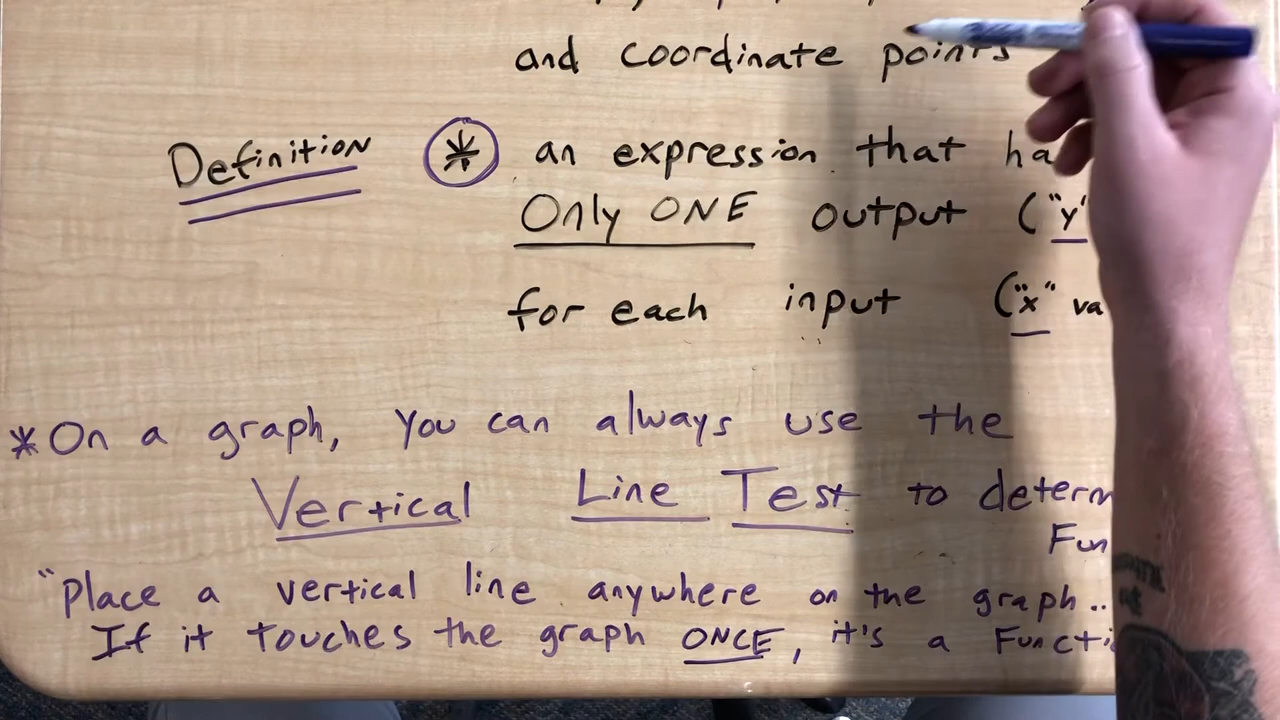 and coordinate points
Definition * an expression that ha
Only ONE output ("y"
for each input ("x" va
*On a graph, you can always use the
Vertical Line Test to determ
Fun
"Place a vertical line anywhere on the graph..
If it touches the graph ONCE, it's a Functi